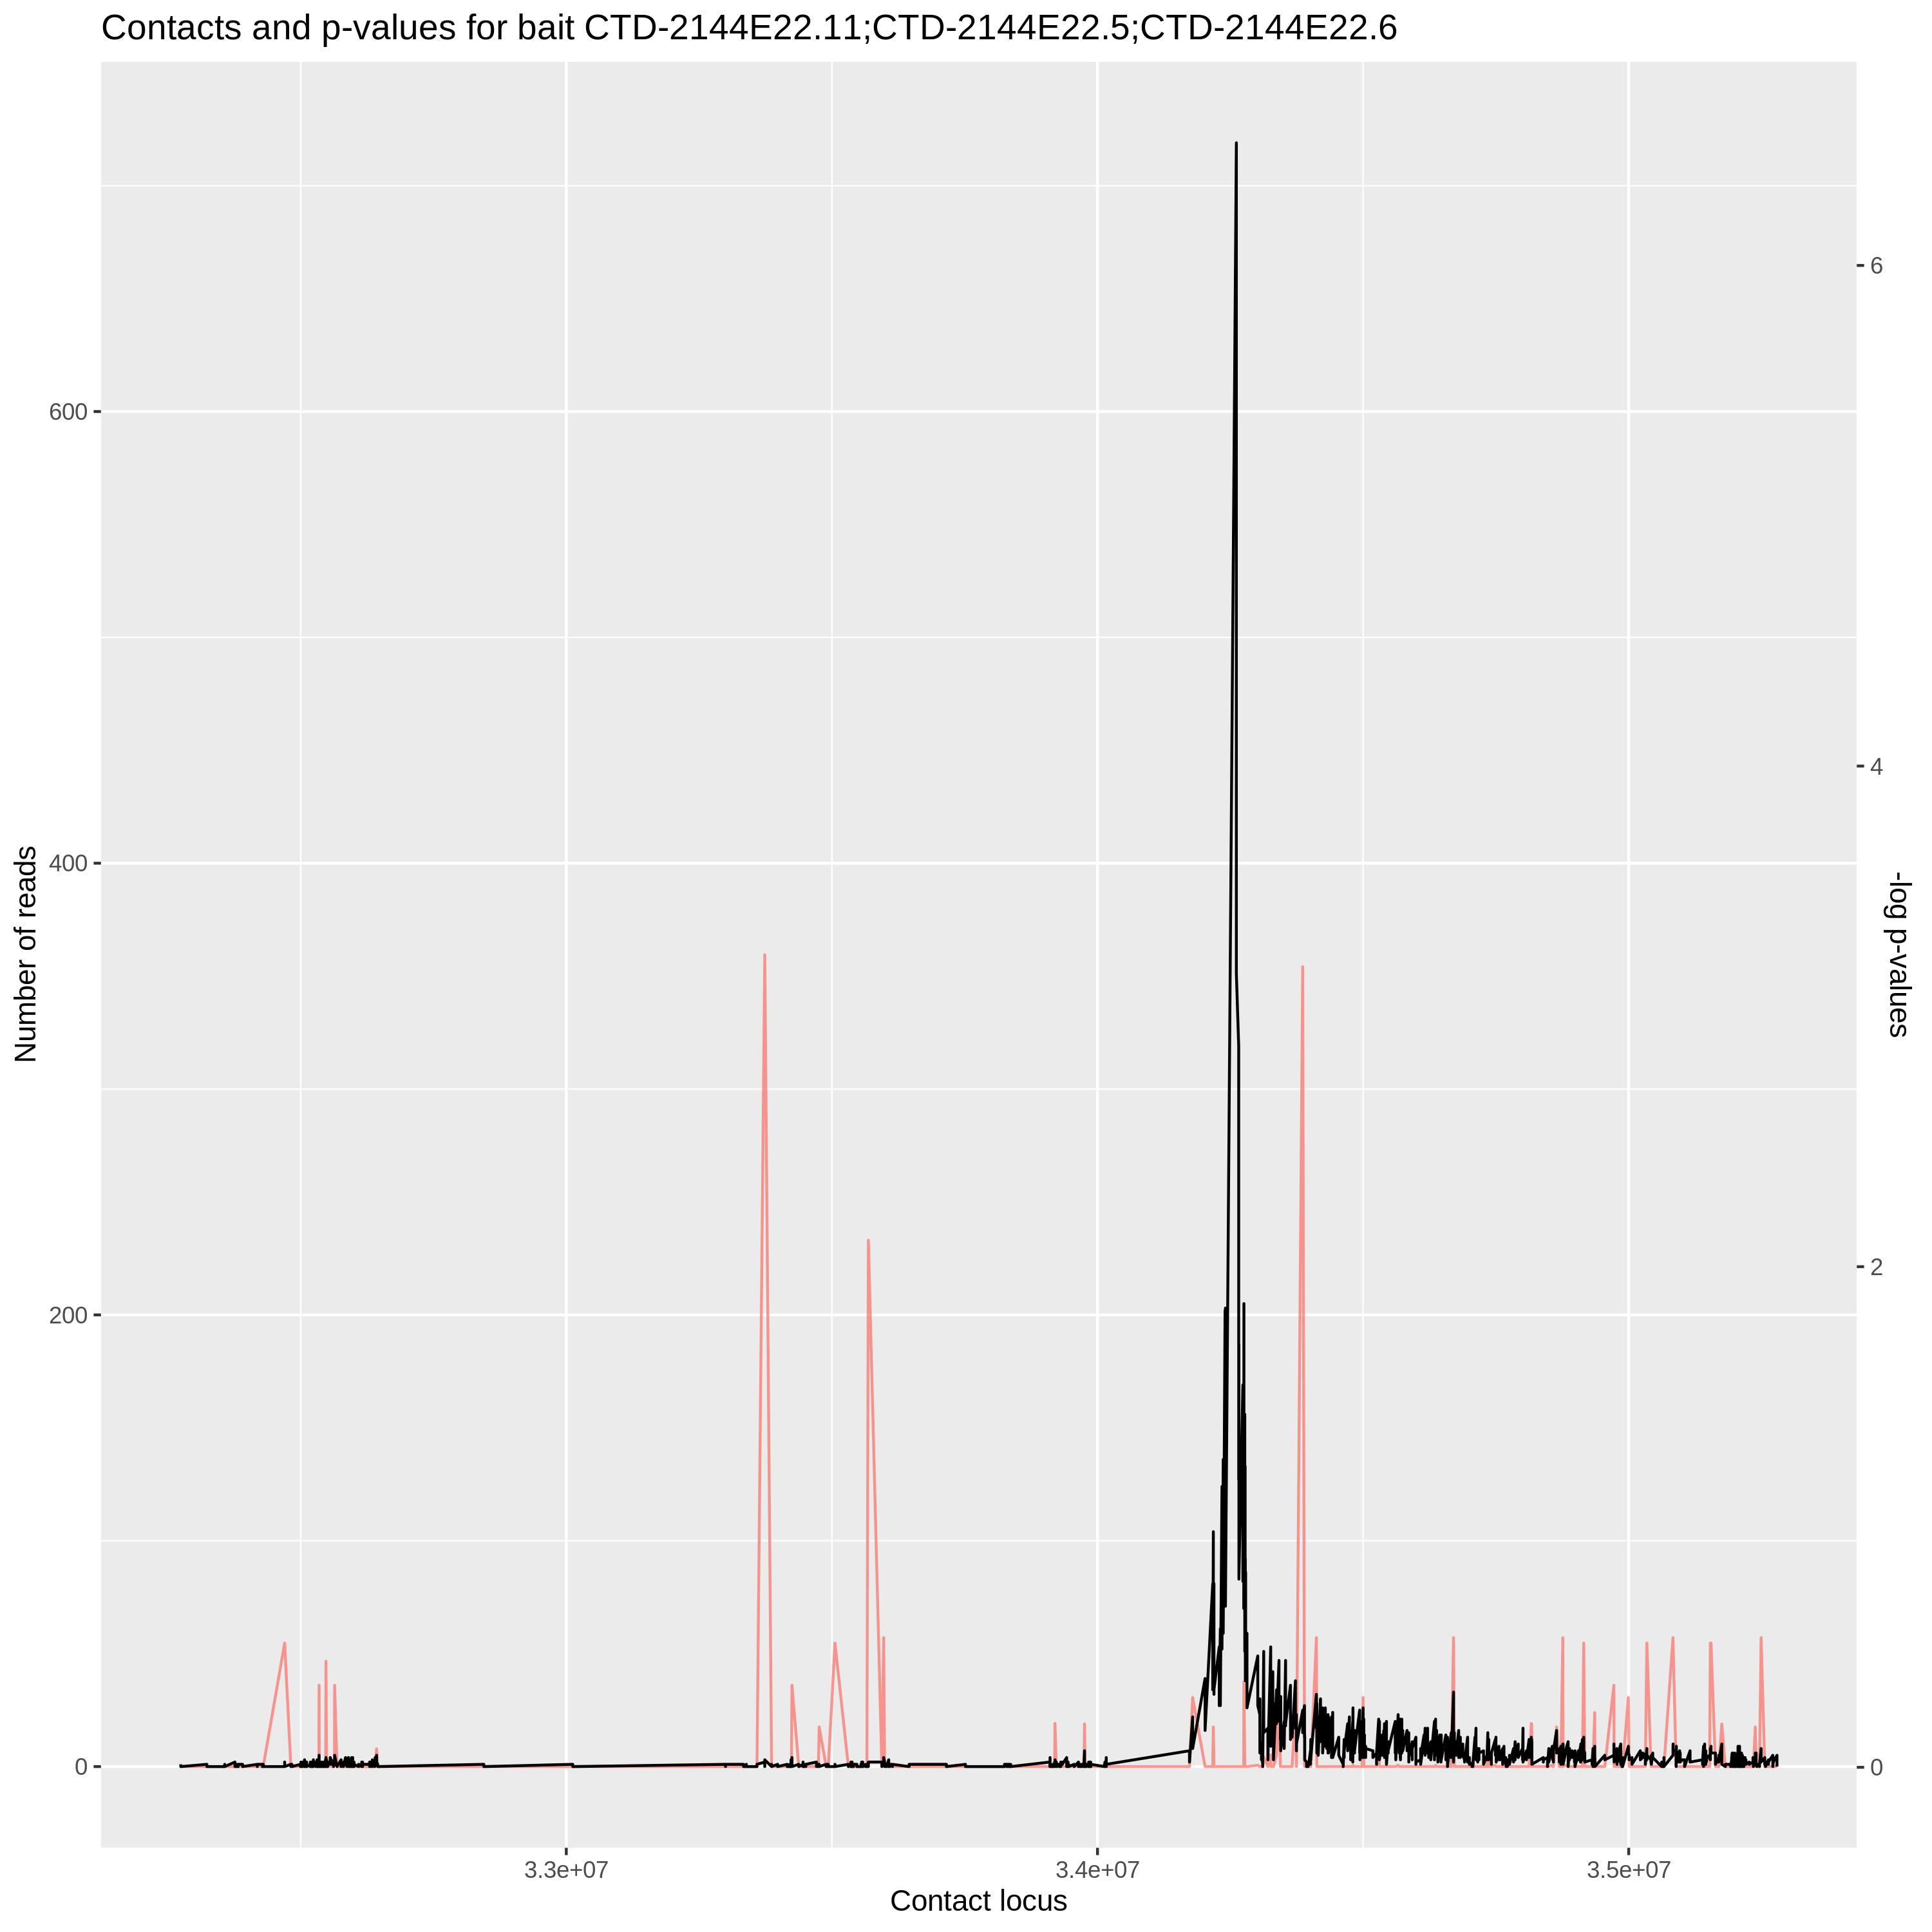 Contacts and p-values for bait CTD-2144E22.11;CTD-2144E22.5;CTD-2144E22.6
Number of reads
600
400
200
0
6
4
2
0
-log p-values
3.3e+07
3.4e+07
3.5e+07
Contact locus